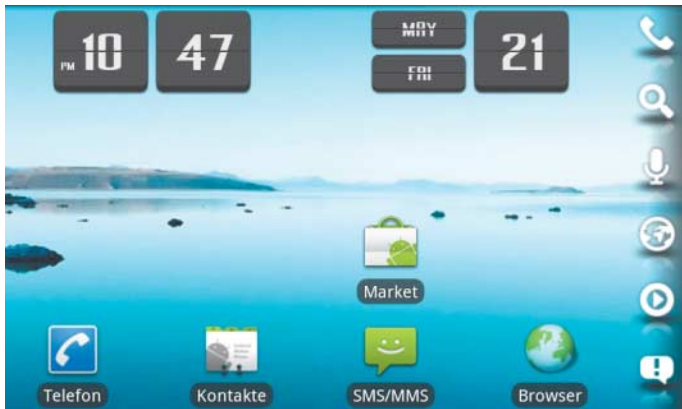 PM 10 47
MAY
FRI
21
Market
Telefon Kontakte SMS/MMS Browser